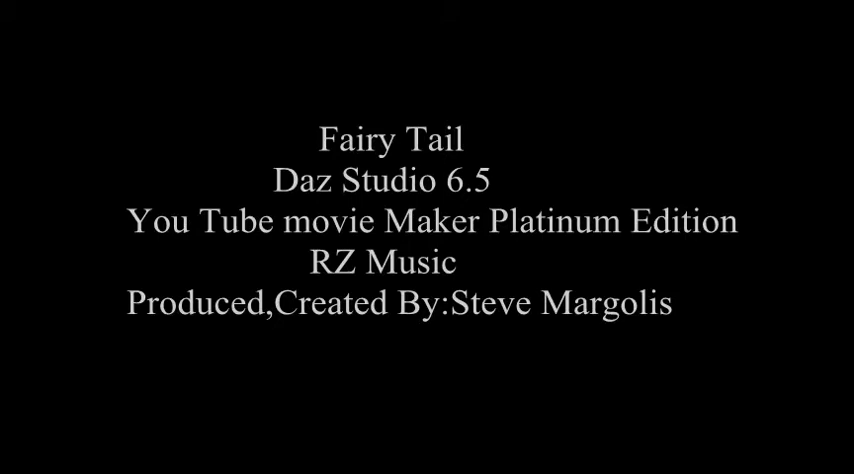 Fairy Tail
Daz Studio 6.5
You Tube movie Maker Platinum Edition
RZ Music
Produced,Created By:Steve Margolis